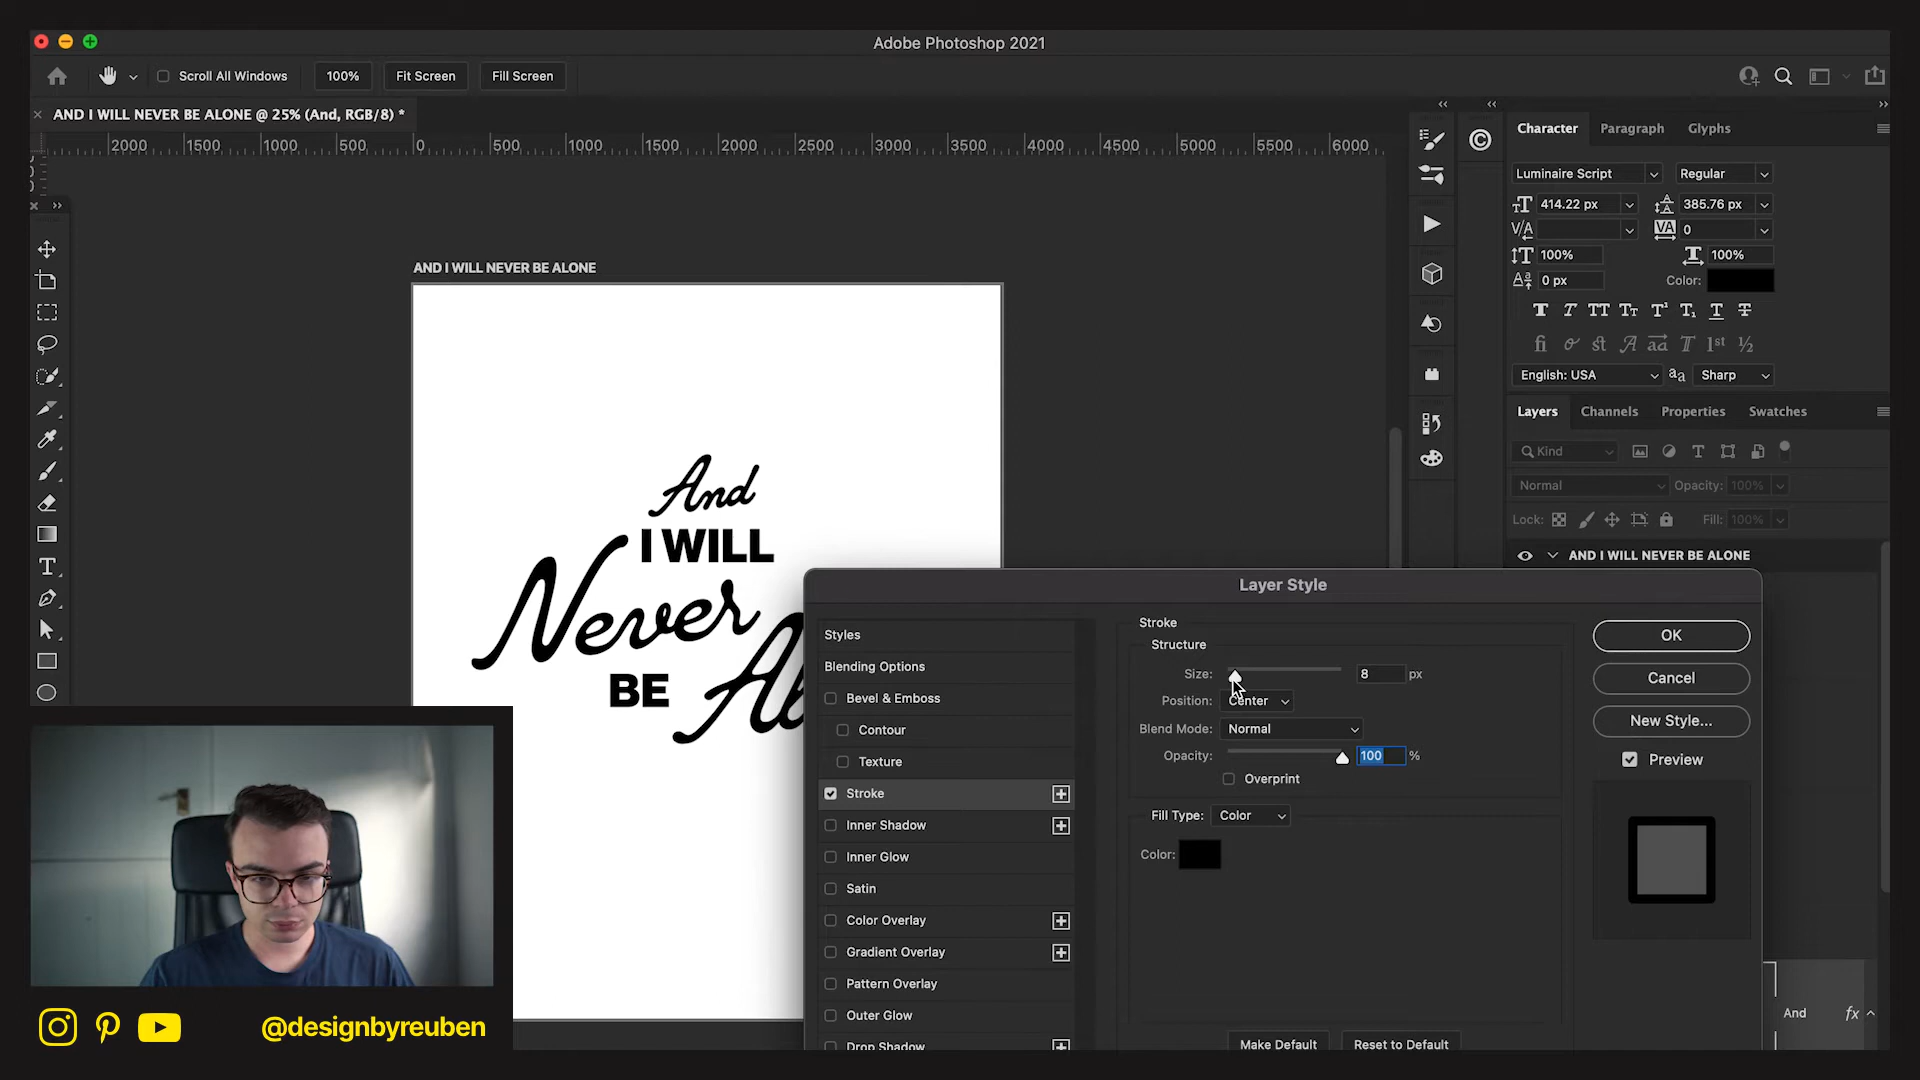 Adobe Photoshop 2021
Scroll All Windows
100%
Fit Screen
Fill Screen
AND I WILL NEVER BE ALONE @ 25% (And, RGB/8) *
2000 1500 1000 500 0 500 1000 1500 2000 2500 3000 3500 4000 4500 5000 5500 6000
Character Paragraph Glyphs
Luminaire Script Regular
414.22 px 385.76 px
0
100% 100%
0 px Color:
English: USA Sharp
Layers Channels Properties Swatches
Kind
Normal Opacity: 100%
Lock: Fill: 100%
AND I WILL NEVER BE ALONE
AND I WILL NEVER BE ALONE
And
I WILL
Never
BE
Layer Style
Styles
Blending Options
Bevel & Emboss
Contour
Texture
Stroke
Inner Shadow
Inner Glow
Satin
Color Overlay
Gradient Overlay
Pattern Overlay
Outer Glow
Drop Shadow
Stroke
Structure
Size: 8 px
Position: Center
Blend Mode: Normal
Opacity: 100 %
Overprint
Fill Type: Color
Color:
Make Default
Reset to Default
OK
Cancel
New Style...
Preview
And fx
@designbyreuben